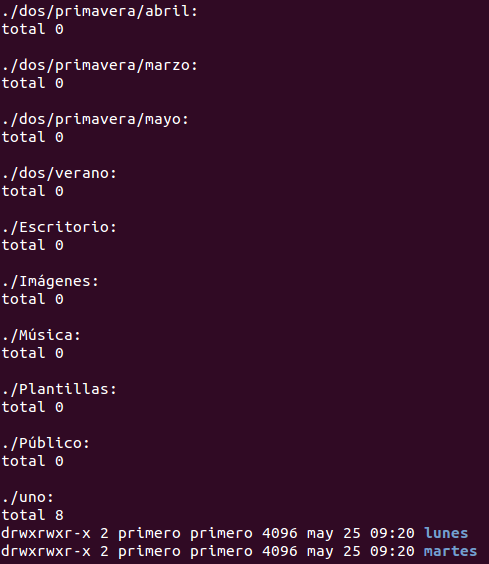 ./dos/primavera/abril:
total 0
./dos/primavera/marzo:
total 0
./dos/primavera/mayo:
total 0
./dos/verano:
total 0
./Escritorio:
total 0
./Imágenes:
total 0
./Música:
total 0
./Plantillas:
total 0
./Público:
total 0
./uno:
total 8
drwxrwxr-x 2 primero primero 4096 may 25 09:20 lunes
drwxrwxr-x 2 primero primero 4096 may 25 09:20 martes